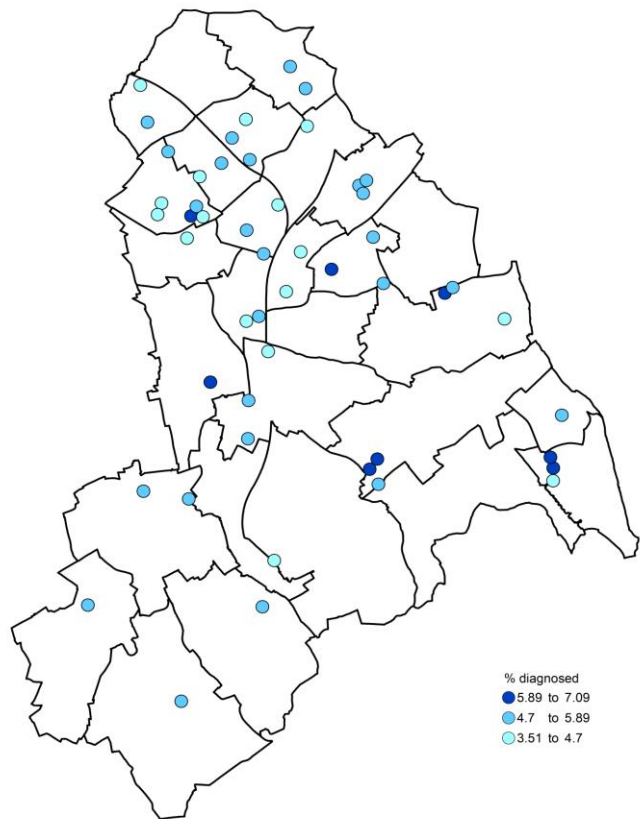 % diagnosed
5.89 to 7.09
4.7 to 5.89
3.51 to 4.7